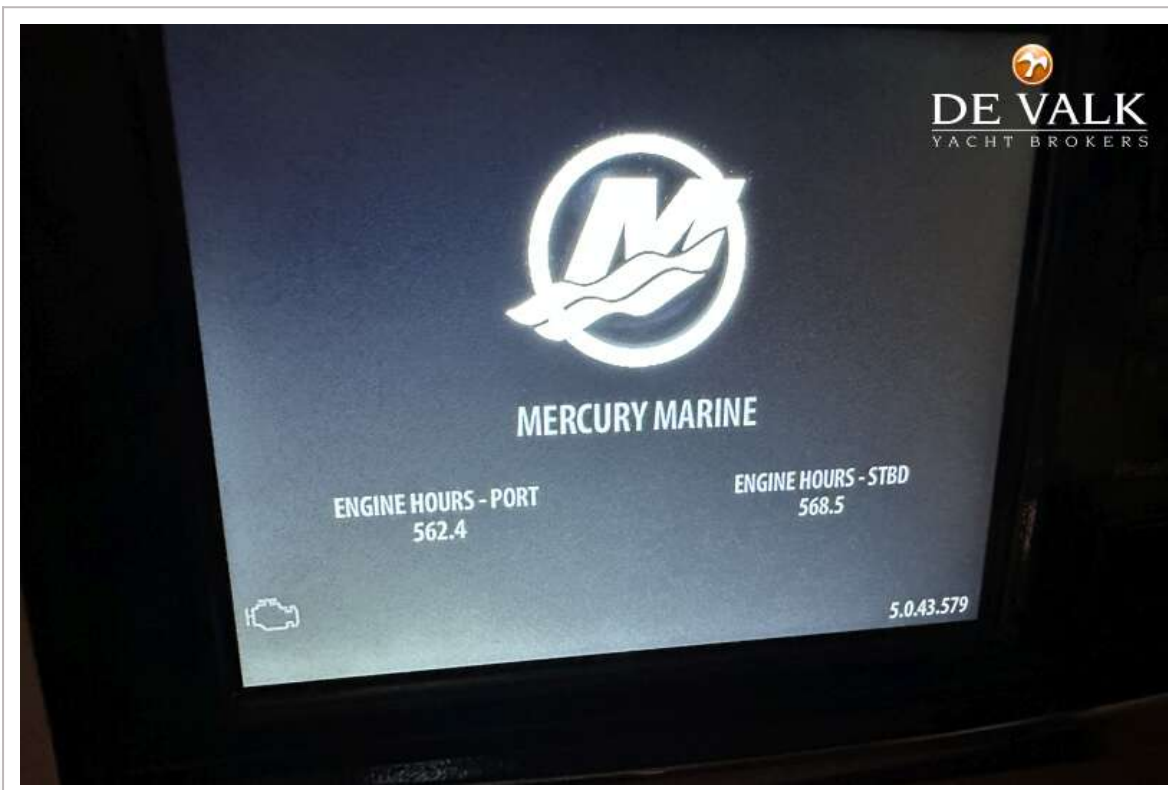 DE VALK
YACHT BROKERS
M
MERCURY MARINE
ENGINE HOURS - PORT
562.4
ENGINE HOURS - STBD
568.5
5.0.43.579